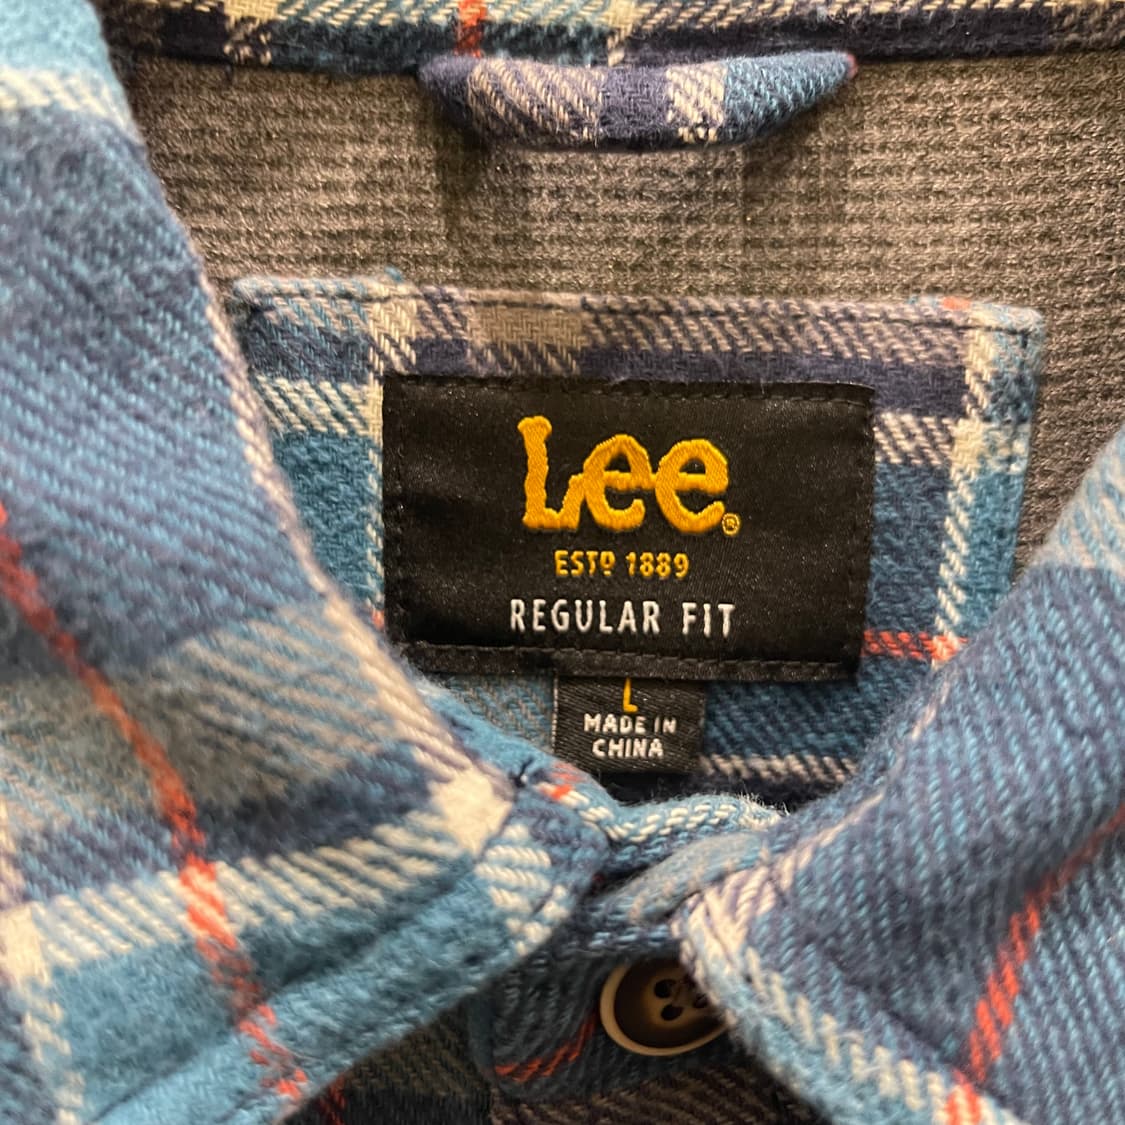 Lee®
ESTD 1889
REGULAR FIT
L
MADE IN
CHINA